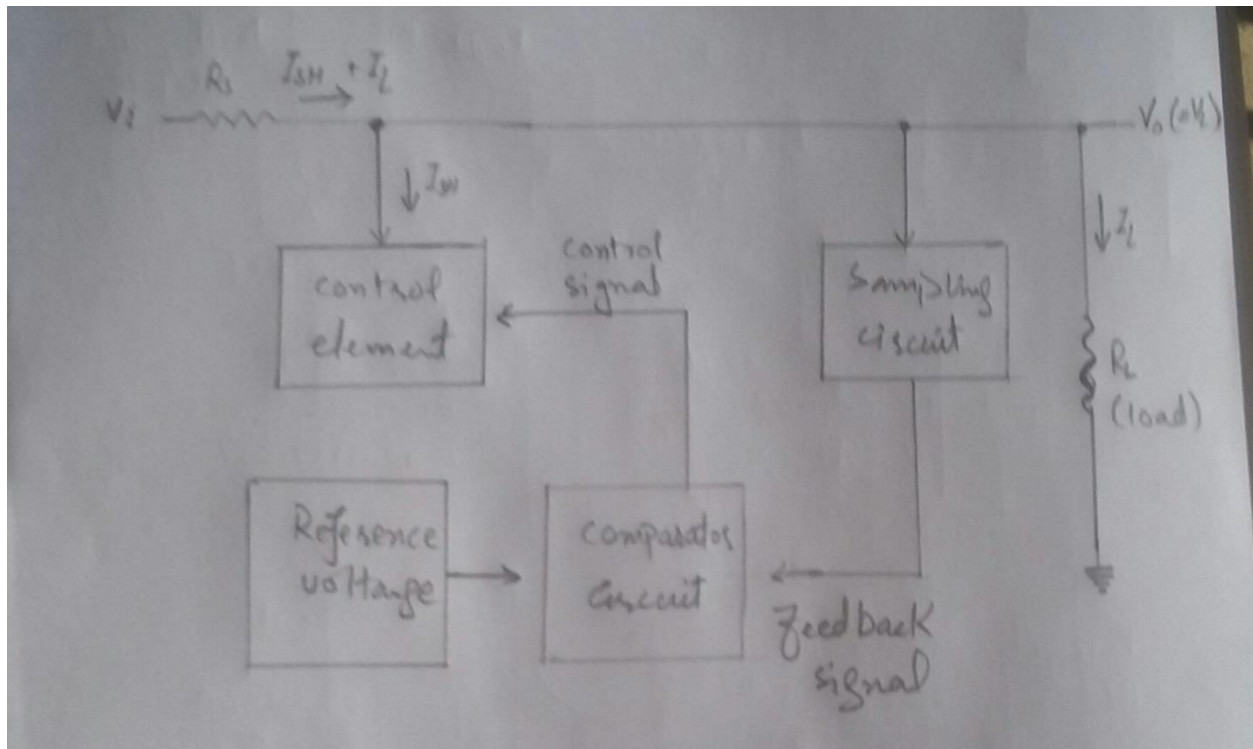 Rs
ISH + IL
Vi
Vo (=VL)
ISH
IL
control
element
control
signal
Sampling
circuit
RL
(load)
Reference
voltage
Comparator
Circuit
feedback
signal